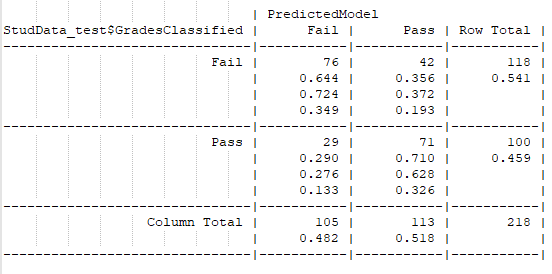 | PredictedModel
StudData_test$GradesClassified | Fail | Pass | Row Total |
-------------------------------|-----------|-----------|-----------|
Fail | 76 | 42 | 118 |
| 0.644 | 0.356 | 0.541 |
| 0.724 | 0.372 | |
| 0.349 | 0.193 | |
-------------------------------|-----------|-----------|-----------|
Pass | 29 | 71 | 100 |
| 0.290 | 0.710 | 0.459 |
| 0.276 | 0.628 | |
| 0.133 | 0.326 | |
-------------------------------|-----------|-----------|-----------|
Column Total | 105 | 113 | 218 |
| 0.482 | 0.518 | |
-------------------------------|-----------|-----------|-----------|